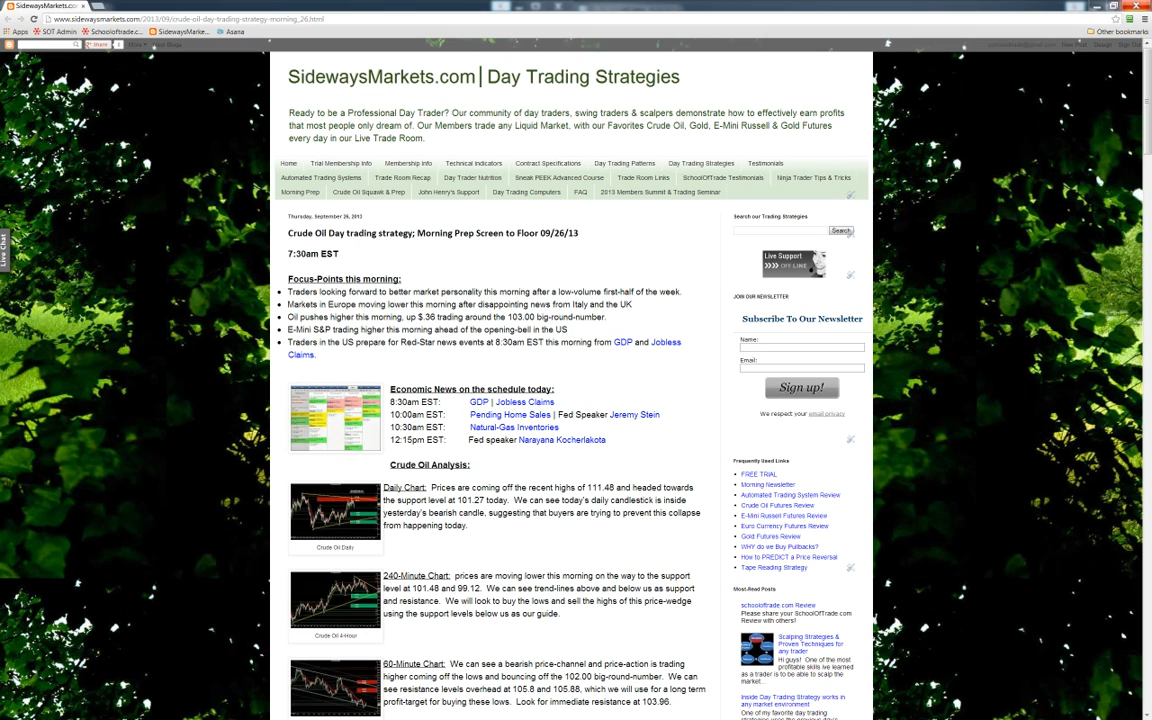 SidewaysMarkets.com
www.sidewaysmarkets.com/2013/09/crude-oil-day-trading-strategy-morning_26.html
Apps SOT Admin Schooloftrade.c... SidewaysMarke... Asana Other bookmarks
Share
SidewaysMarkets.com| Day Trading Strategies
Ready to be a Professional Day Trader? Our community of day traders, swing traders & scalpers demonstrate how to effectively earn profits
that most people only dream of. Our Members trade any Liquid Market, with our Favorites Crude Oil, Gold, E-Mini Russell & Gold Futures
every day in our Live Trade Room.
Home Trial Membership Info Membership Info Technical Indicators Contract Specifications Day Trading Patterns Day Trading Strategies Testimonials
Automated Trading Systems Trade Room Recap Day Trader Nutrition Sneak PEEK Advanced Course Trade Room Links SchoolOfTrade Testimonials Ninja Trader Tips & Tricks
Morning Prep Crude Oil Squawk & Prep John Henry's Support Day Trading Computers FAQ 2013 Members Summit & Trading Seminar
Live Chat
Thursday, September 26, 2013
Crude Oil Day trading strategy; Morning Prep Screen to Floor 09/26/13
7:30am EST
Focus-Points this morning:
Traders looking forward to better market personality this morning after a low-volume first-half of the week.
Markets in Europe moving lower this morning after disappointing news from Italy and the UK
Oil pushes higher this morning, up $.36 trading around the 103.00 big-round-number.
E-Mini S&P trading higher this morning ahead of the opening-bell in the US
Traders in the US prepare for Red-Star news events at 8:30am EST this morning from GDP and Jobless
Claims.
Economic News on the schedule today:
8:30am EST: GDP | Jobless Claims
10:00am EST: Pending Home Sales | Fed Speaker Jeremy Stein
10:30am EST: Natural-Gas Inventories
12:15pm EST: Fed speaker Narayana Kocherlakota
Crude Oil Analysis:
Daily Chart: Prices are coming off the recent highs of 111.48 and headed towards
the support level at 101.27 today. We can see today's daily candlestick is inside
yesterday's bearish candle, suggesting that buyers are trying to prevent this collapse
from happening today.
Crude Oil Daily
240-Minute Chart: prices are moving lower this morning on the way to the support
level at 101.48 and 99.12. We can see trend-lines above and below us as support
and resistance. We will look to buy the lows and sell the highs of this price-wedge
using the support levels below us as our guide.
Crude Oil 4-Hour
60-Minute Chart: We can see a bearish price-channel and price-action is trading
higher coming off the lows and bouncing off the 102.00 big-round-number. We can
see resistance levels overhead at 105.8 and 105.88, which we will use for a long term
profit-target for buying these lows. Look for immediate resistance at 103.96.
Search our Trading Strategies
Search
Live Support
>>>> OFF LINE
JOIN OUR NEWSLETTER
Subscribe To Our Newsletter
Name:
Email:
Sign up!
We respect your email privacy
Frequently Used Links
FREE TRIAL
Morning Newsletter
Automated Trading System Review
Crude Oil Futures Review
E-Mini Russell Futures Review
Euro Currency Futures Review
Gold Futures Review
WHY do we Buy Pullbacks?
How to PREDICT a Price Reversal
Tape Reading Strategy
Most-Read Posts
schooloftrade.com Review
Please share your SchoolOfTrade.com
Review with others!
Scalping Strategies &
Proven Techniques for
any trader
Hi guys! One of the most
profitable skills ive learned
as a trader is to be able to scalp the
market...
Inside Day Trading Strategy works in
any market environment
One of my favorite day trading